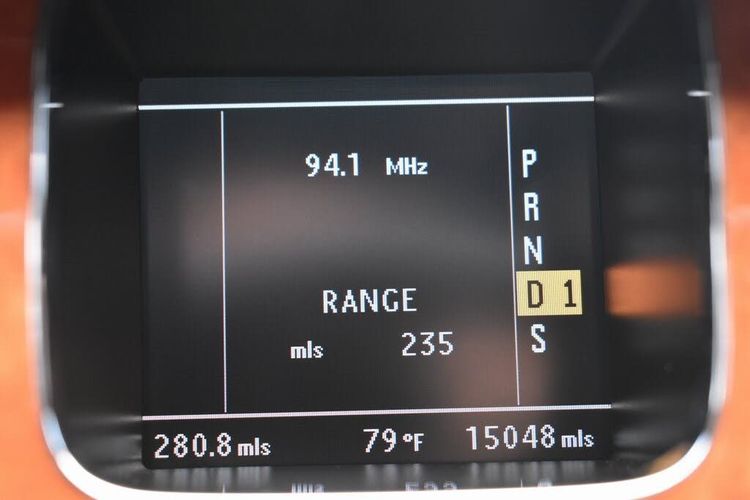 94.1 MHz
P
R
N
D 1
S
RANGE
mls 235
280.8 mls 79°F 15048 mls